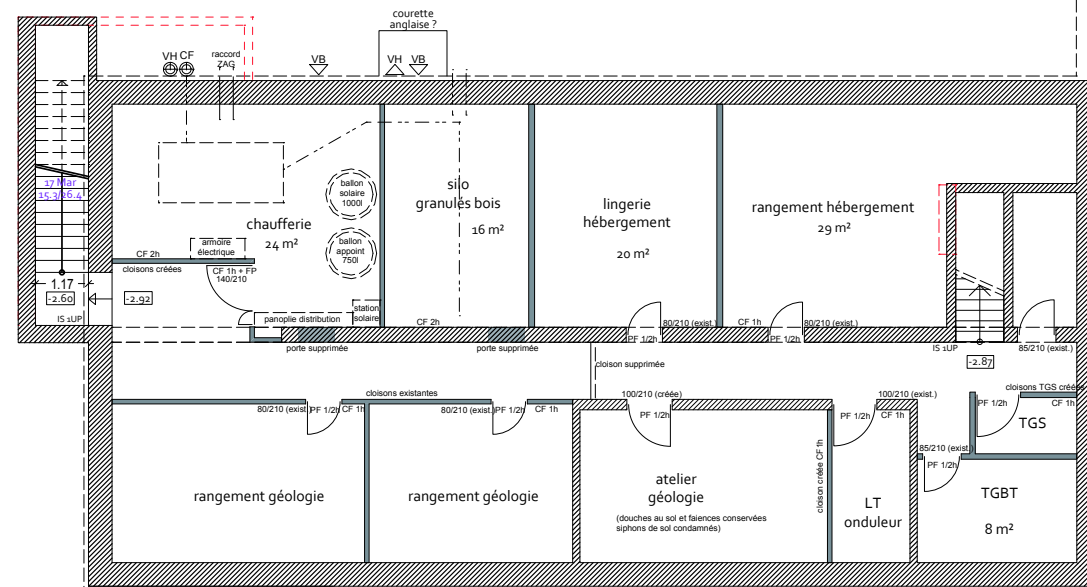 courette
anglaise ?
VH CF
raccord
ZAG
VB
VH
VB
17 Mar
15.3/26.4
1.17
-2.60
-2.92
IS 1UP
ballon
solaire
1000l
chaufferie
24 m²
armoire
électrique
ballon
appoint
750l
CF 2h
cloisons créées
CF 1h + FP
140/210
panoplie distribution
station
solaire
silo
granulés bois
16 m²
CF 2h
lingerie
hébergement
20 m²
rangement hébergement
29 m²
80/210 (exist.)
PF 1/2h
CF 1h
80/210 (exist.)
PF 1/2h
IS 1UP
-2.87
85/210 (exist.)
porte supprimée
porte supprimée
cloison supprimée
cloisons existantes
80/210 (exist.)
PF 1/2h
CF 1h
80/210 (exist.)
PF 1/2h
CF 1h
100/210 (créée)
PF 1/2h
100/210 (exist.)
PF 1/2h
CF 1h
cloisons TGS créées
PF 1/2h
CF 1h
TGS
85/210 (exist.)
PF 1/2h
rangement géologie
rangement géologie
atelier
géologie
(douches au sol et faiences conservées
siphons de sol condamnés)
cloison créée CF 1h
LT
onduleur
TGBT
8 m²